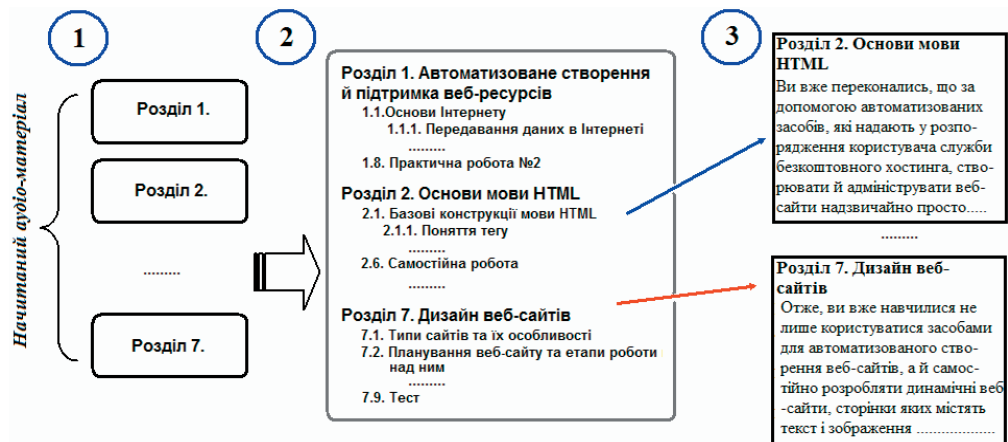 1
2
3
Начитаний аудіо-матеріал
Розділ 1.
Розділ 2.
..........
Розділ 7.
Розділ 1. Автоматизоване створення
й підтримка веб-ресурсів
1.1.Основи Інтернету
1.1.1. Передавання даних в Інтернеті
.........
1.8. Практична робота №2
Розділ 2. Основи мови HTML
2.1. Базові конструкції мови HTML
2.1.1. Поняття тегу
.........
2.6. Самостійна робота
.........
Розділ 7. Дизайн веб-сайтів
7.1. Типи сайтів та їх особливості
7.2. Планування веб-сайту та етапи роботи
над ним
.........
7.9. Тест
Розділ 2. Основи мови
HTML
Ви вже переконались, що за
допомогою автоматизованих
засобів, які надають у розпо-
рядження користувача служби
безкоштовного хостинга, ство-
рювати й адмініструвати веб-
сайти надзвичайно просто.....
.........
Розділ 7. Дизайн веб-
сайтів
Отже, ви вже навчилися не
лише користуватися засобами
для автоматизованого ство-
рення веб-сайтів, а й самос-
тійно розробляти динамічні веб
-сайти, сторінки яких містять
текст і зображення ...................